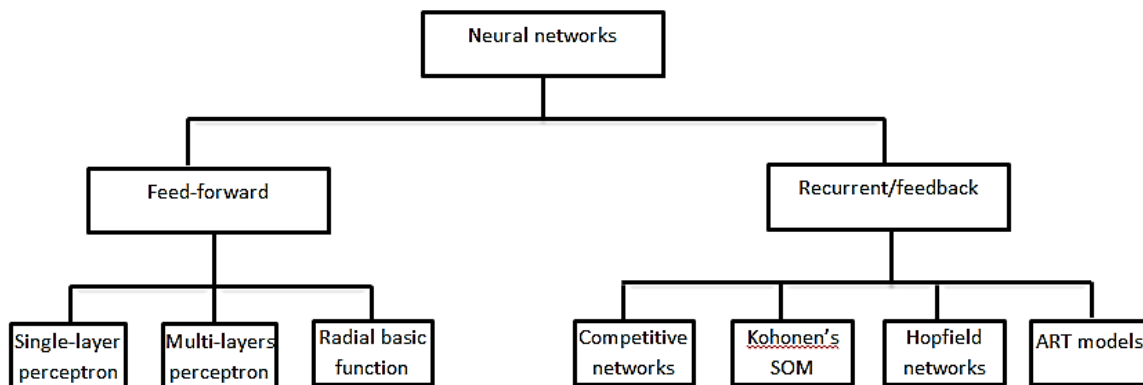 Neural networks
Feed-forward
Recurrent/feedback
Single-layer
perceptron
Multi-layers
perceptron
Radial basic
function
Competitive
networks
Kohonen's
SOM
Hopfield
networks
ART models